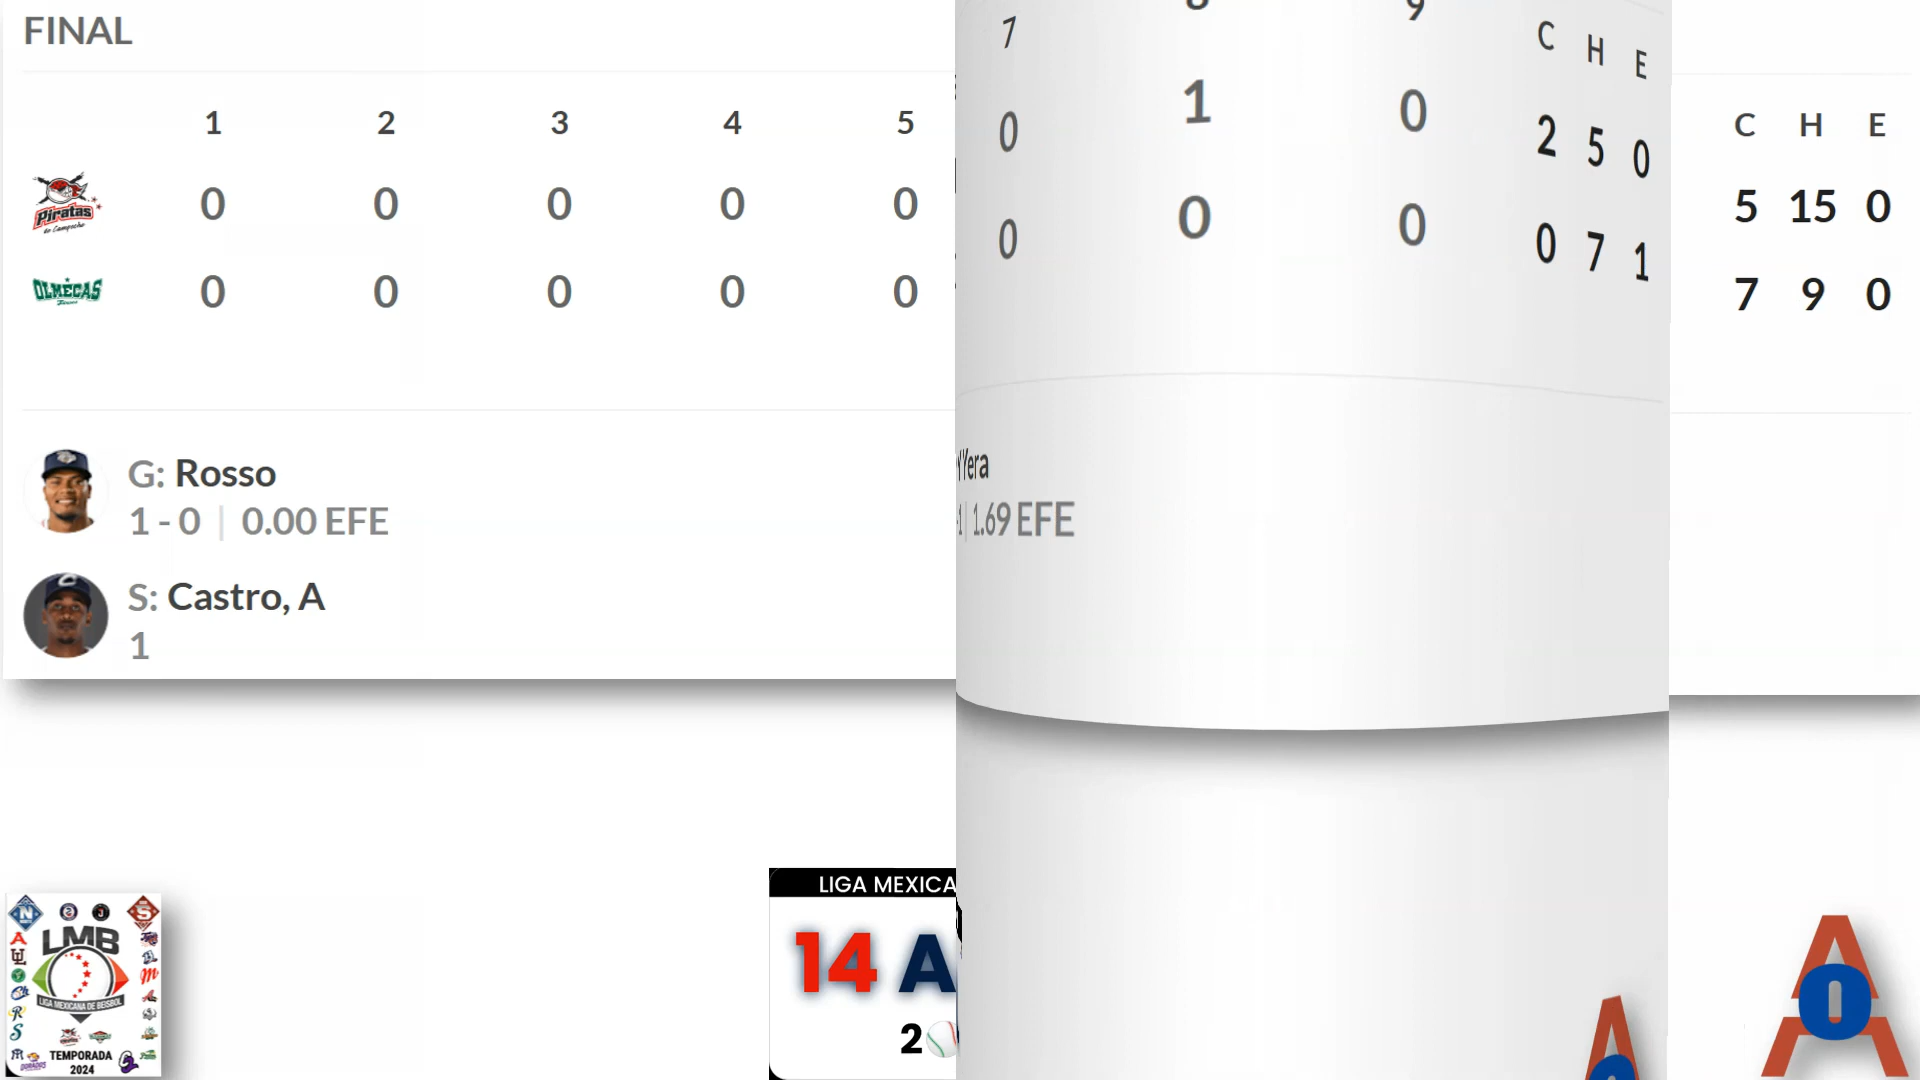 FINAL
1 2 3 4 5
Piratas
0 0 0 0 0
OLMECAS
0 0 0 0 0
G: Rosso
1 - 0 | 0.00 EFE
S: Castro, A
1
7 9 C H E
0 1 0 2 5 0
0 0 0 0 7 1
Yera
1.69 EFE
C H E
5 15 0
7 9 0
LMB
LIGA MEXICANA DE BEISBOL
TEMPORADA
2024
LIGA MEXICA
14 A
2
A
O